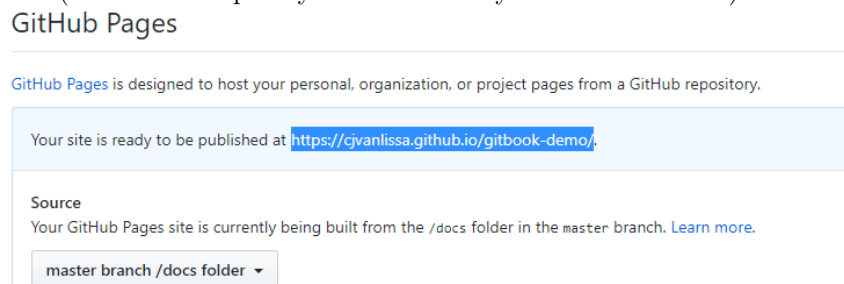 GitHub Pages
GitHub Pages is designed to host your personal, organization, or project pages from a GitHub repository.
Your site is ready to be published at https://cjvanlissa.github.io/gitbook-demo/.
Source
Your GitHub Pages site is currently being built from the /docs folder in the master branch. Learn more.
master branch /docs folder